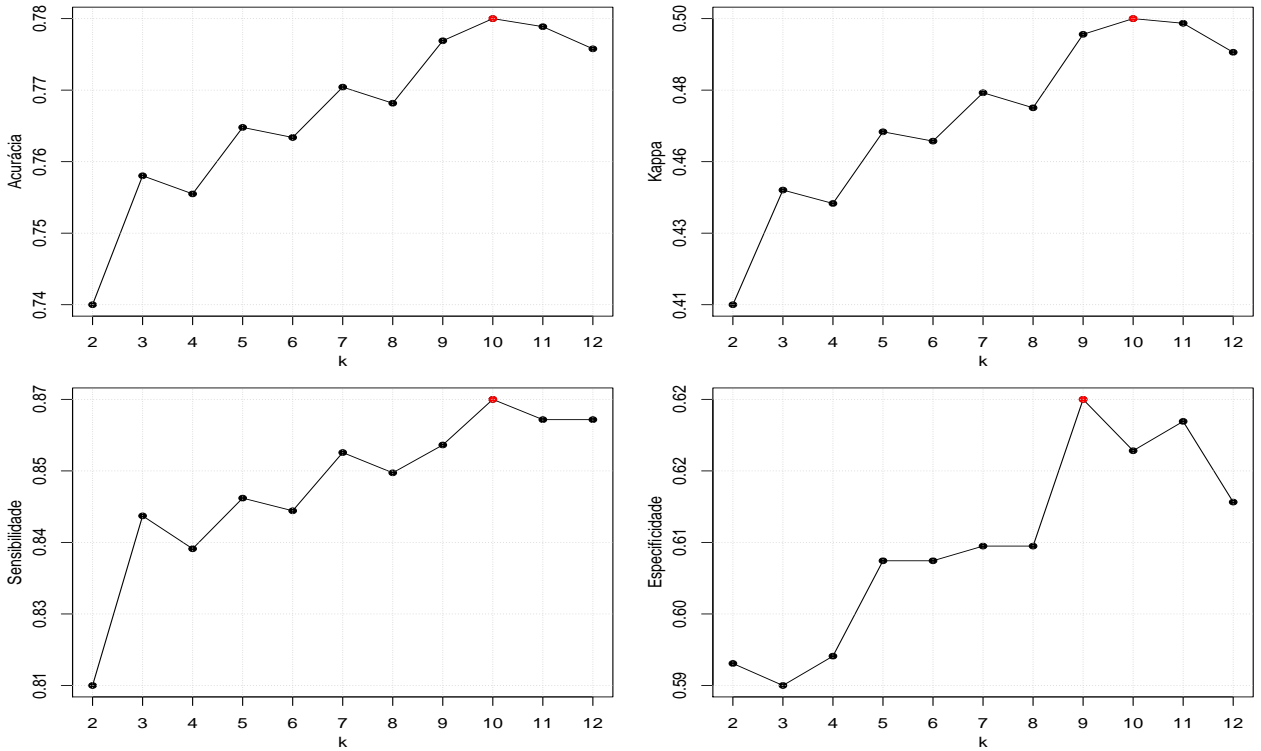 Acurácia
0.78
0.77
0.76
0.75
0.74
2 3 4 5 6 7 8 9 10 11 12
k
Kappa
0.50
0.48
0.46
0.43
0.41
2 3 4 5 6 7 8 9 10 11 12
k
Sensibilidade
0.87
0.85
0.84
0.83
0.81
2 3 4 5 6 7 8 9 10 11 12
k
Especificidade
0.62
0.62
0.61
0.60
0.59
2 3 4 5 6 7 8 9 10 11 12
k